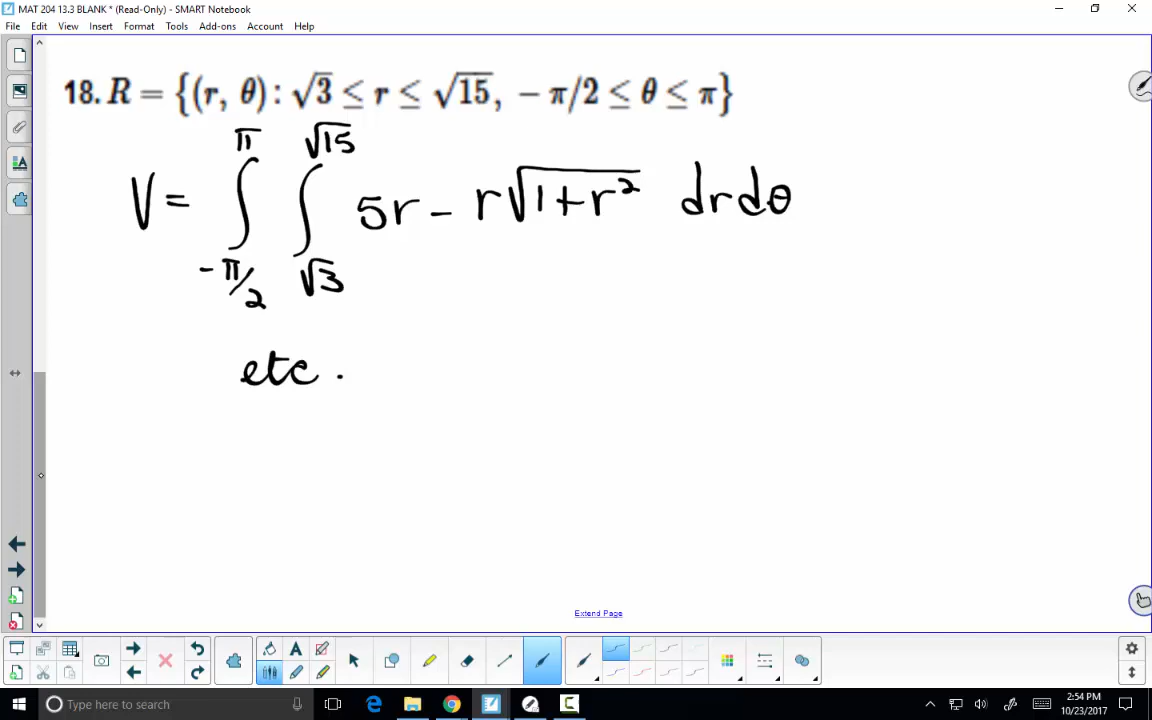 MAT 204 13.3 BLANK * (Read-Only) - SMART Notebook
File Edit View Insert Format Tools Add-ons Account Help
18. R = {(r, θ): √3 ≤ r ≤ √15, − π/2 ≤ θ ≤ π}
π √15
V = ∫ ∫ 5r − r√1+r² dr dθ
−π/2 √3
etc.
Extend Page
Type here to search
2:54 PM
10/23/2017